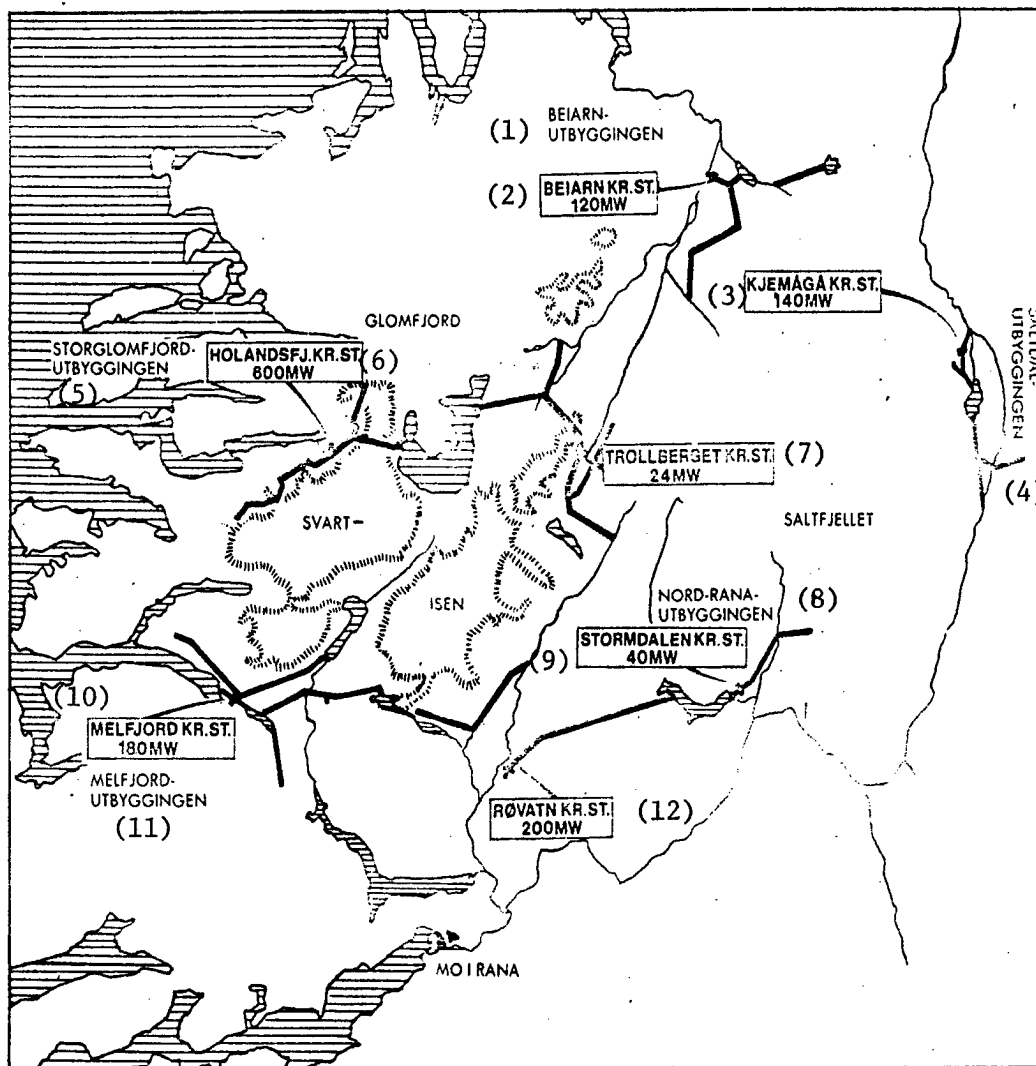 (1) BEIARN-
UTBYGGINGEN
(2) BEIARN KR.ST.
120MW
(3) KJEMÅGÅ KR.ST.
140MW
SALTDAL-
UTBYGGINGEN
(4)
GLOMFJORD
STORGLOMFJORD-
UTBYGGINGEN
(5)
HOLANDSFJ.KR.ST. (6)
600MW
TROLLBERGET KR.ST. (7)
24MW
SVART-
ISEN
SALTFJELLET
NORD-RANA-
UTBYGGINGEN (8)
STORMDALEN KR.ST.
40MW
(9)
(10)
MELFJORD KR.ST.
180MW
MELFJORD-
UTBYGGINGEN
(11)
RØVATN KR.ST. (12)
200MW
MO I RANA